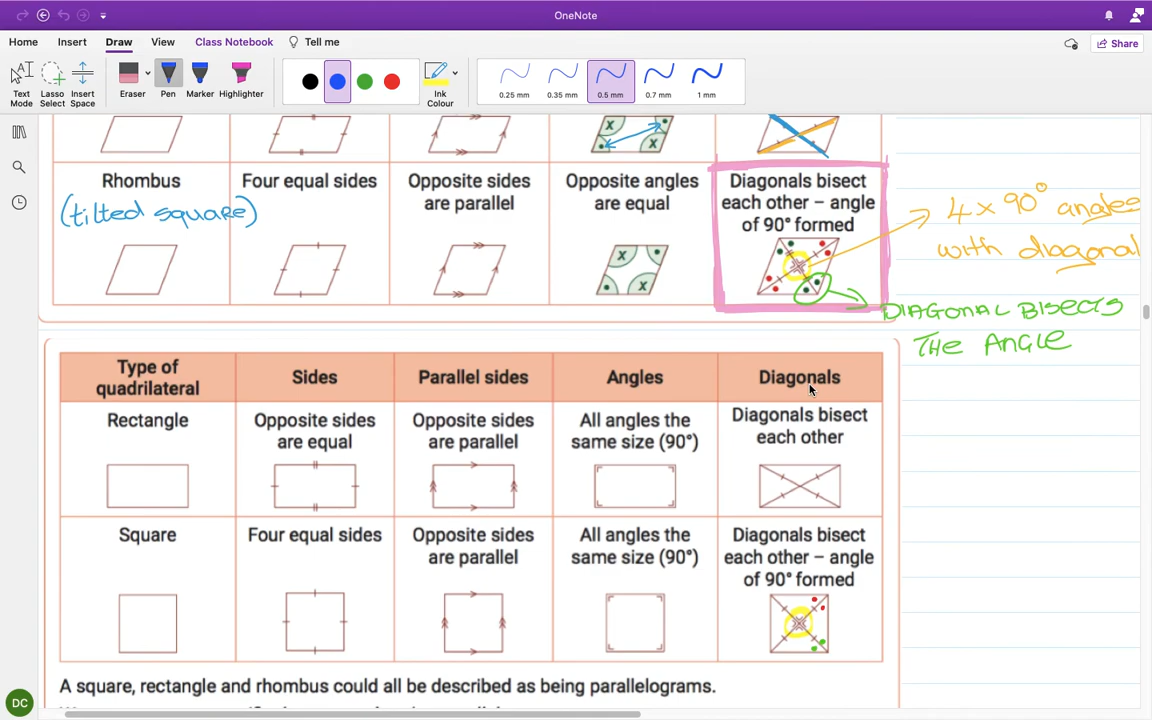 OneNote
Home Insert Draw View Class Notebook Tell me
Share
Text Mode
Lasso Select
Insert Space
Eraser
Pen
Marker
Highlighter
Ink Colour
0.25 mm
0.35 mm
0.5 mm
0.7 mm
1 mm
x
x
Rhombus
(tilted square)
Four equal sides
Opposite sides
are parallel
Opposite angles
are equal
x
x
Diagonals bisect
each other – angle
of 90° formed
4 x 90° angles
with diagonal
DIAGONAL BISECTS
THE ANGLE
Type of
quadrilateral
Sides
Parallel sides
Angles
Diagonals
Rectangle
Opposite sides
are equal
Opposite sides
are parallel
All angles the
same size (90°)
Diagonals bisect
each other
Square
Four equal sides
Opposite sides
are parallel
All angles the
same size (90°)
Diagonals bisect
each other – angle
of 90° formed
A square, rectangle and rhombus could all be described as being parallelograms.
DC